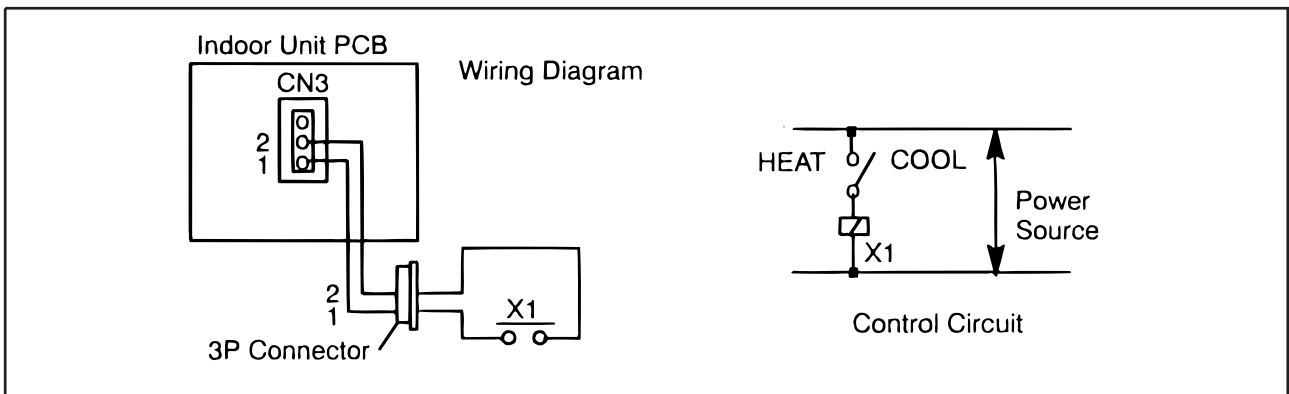 Indoor Unit PCB
Wiring Diagram
CN3
2
1
2
1
3P Connector
X1
HEAT
COOL
X1
Power
Source
Control Circuit